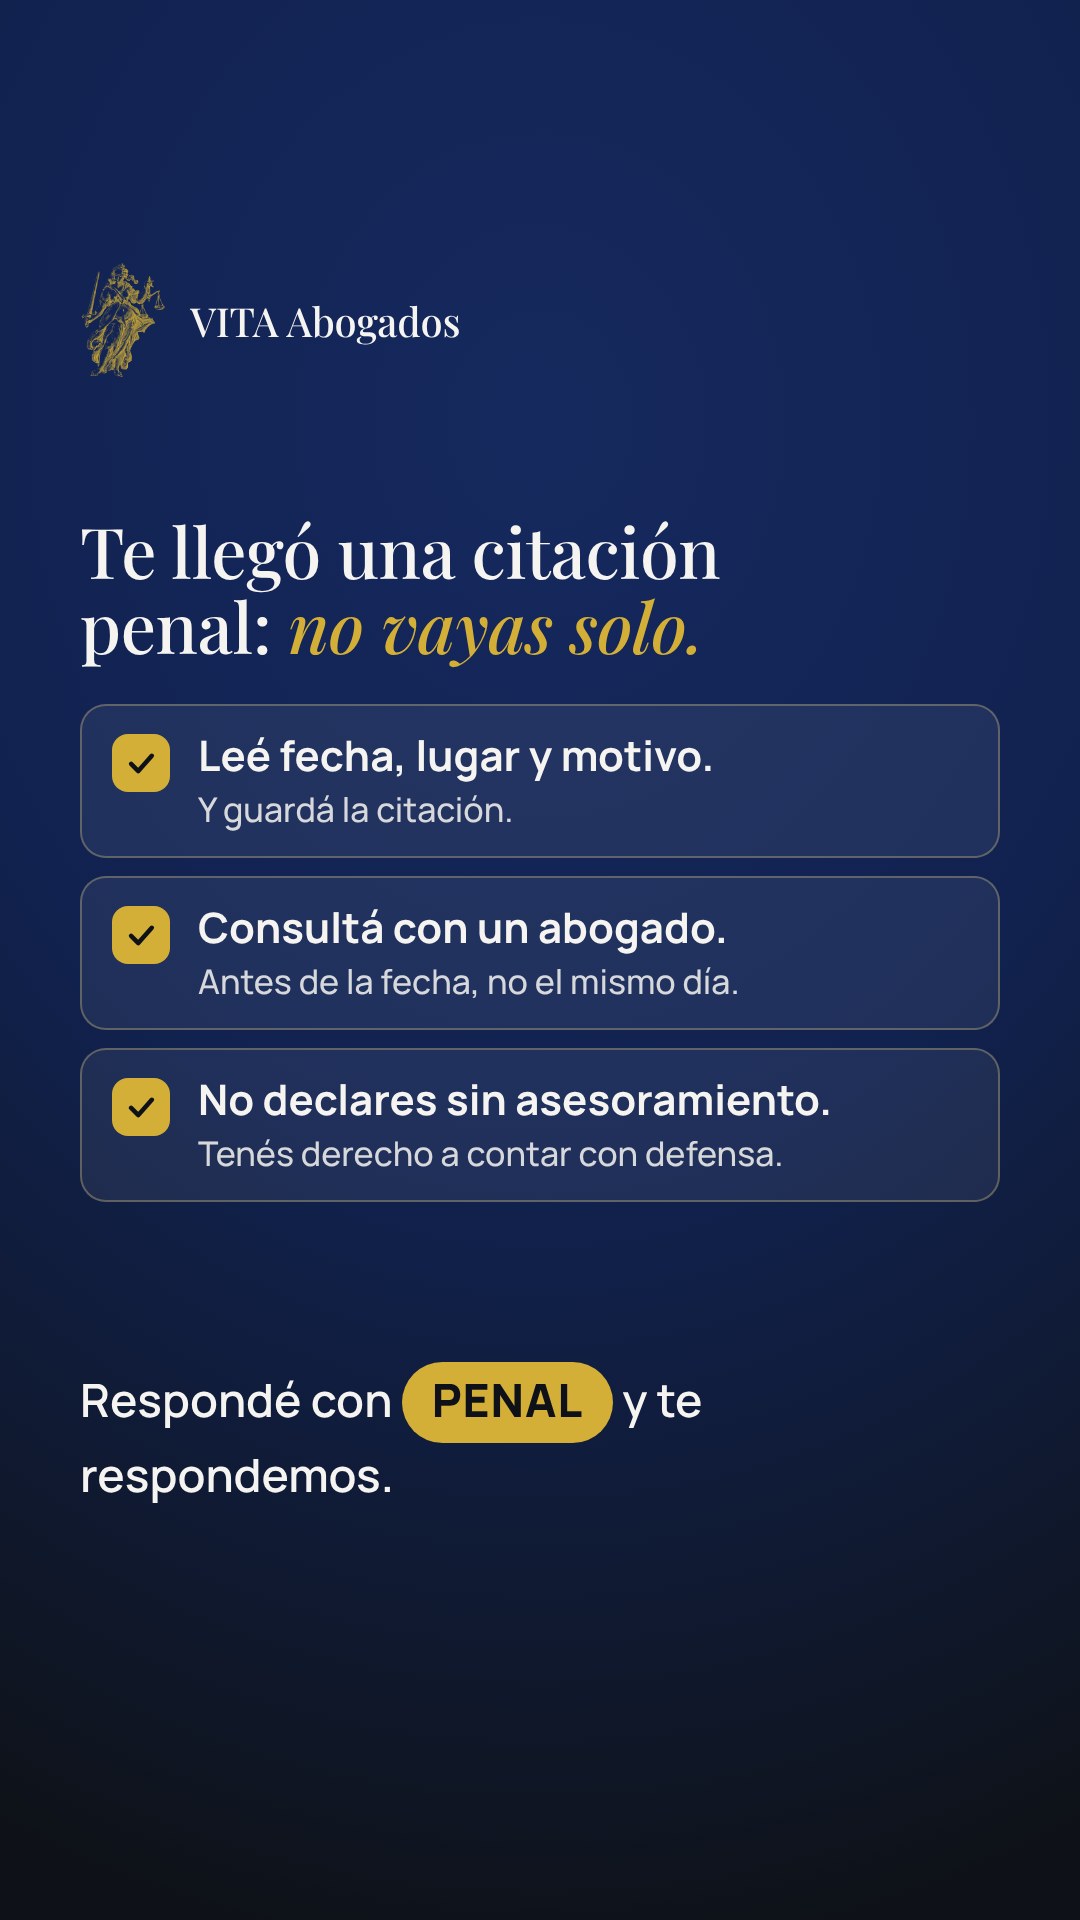 VITA Abogados
Te llegó una citación
penal: no vayas solo.
Leé fecha, lugar y motivo.
Y guardá la citación.
Consultá con un abogado.
Antes de la fecha, no el mismo día.
No declares sin asesoramiento.
Tenés derecho a contar con defensa.
Respondé con PENAL y te
respondemos.